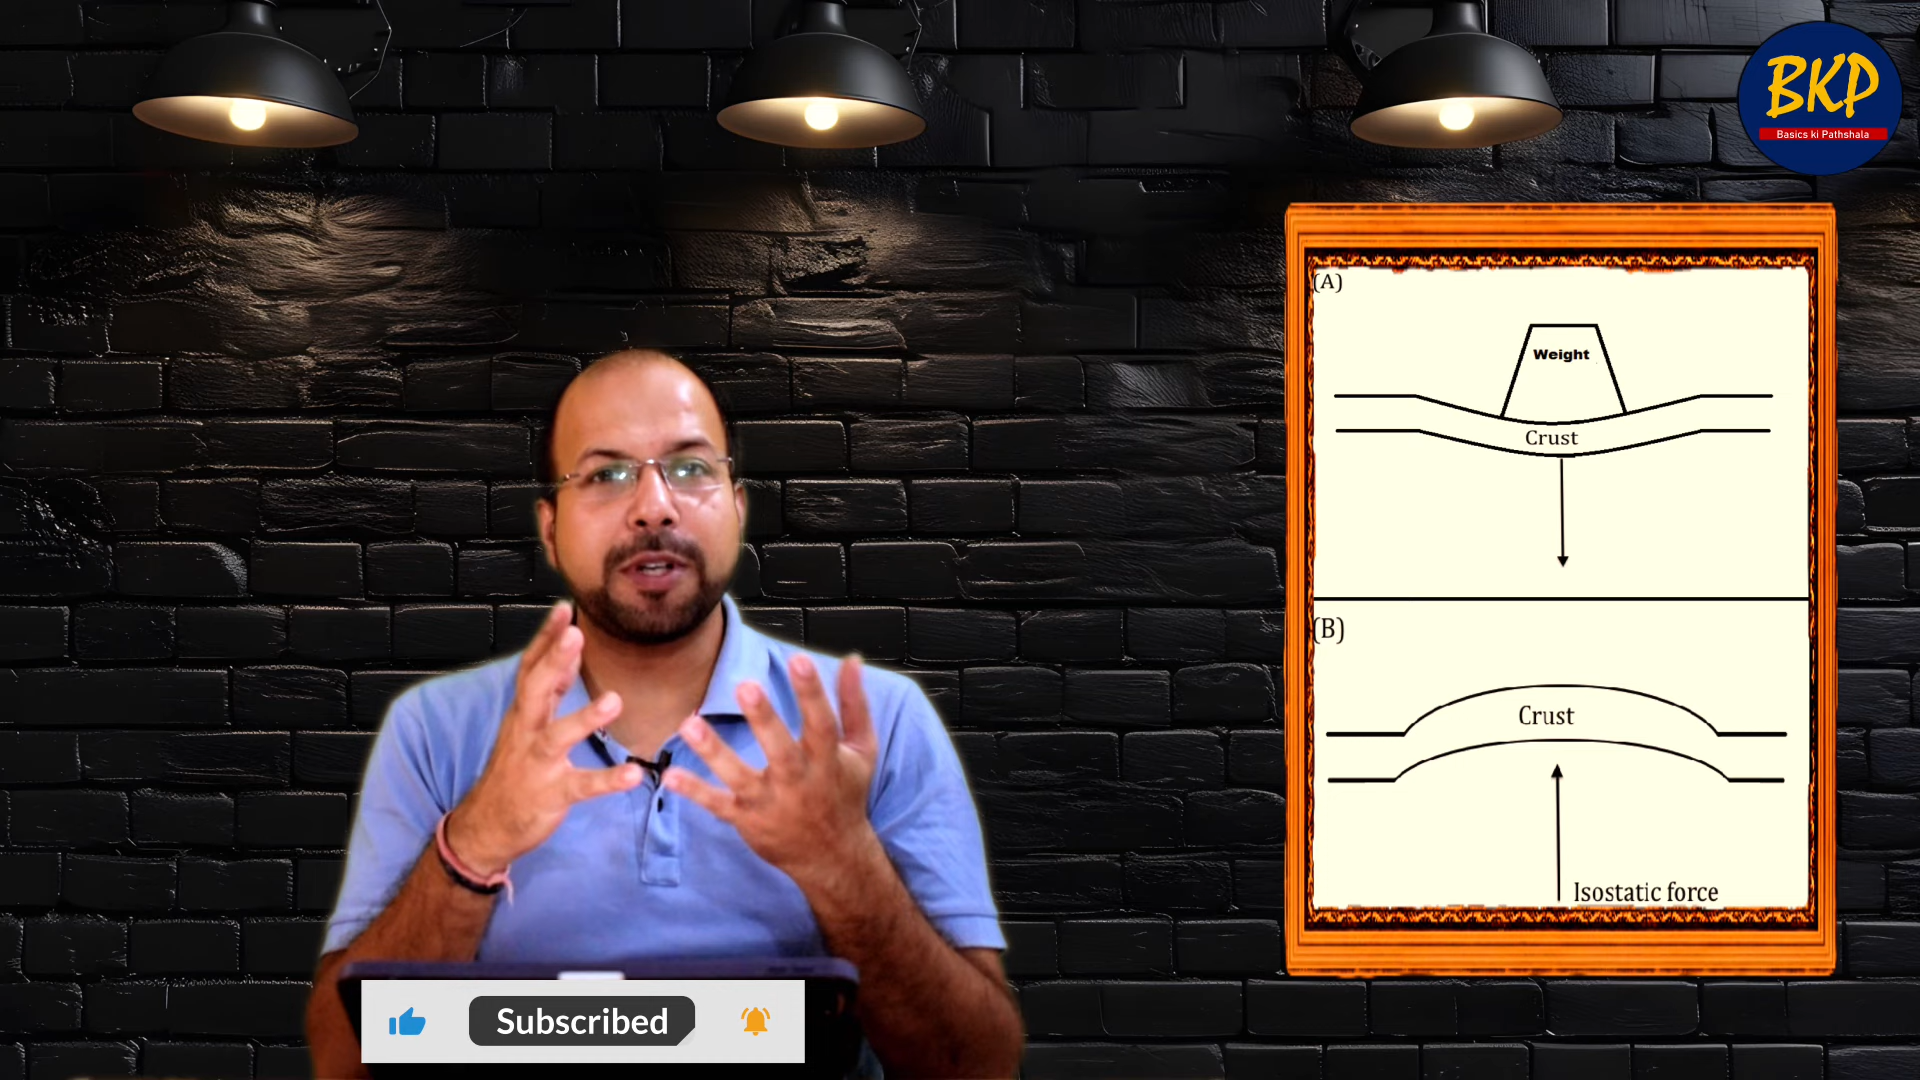 BKP
Basics ki Pathshala
(A)
Weight
Crust
(B)
Crust
Isostatic force
Subscribed